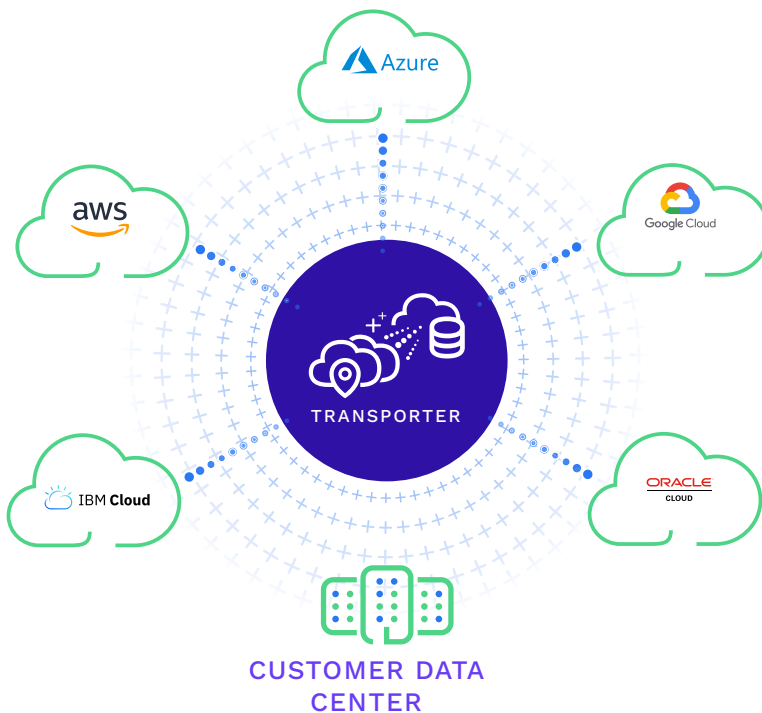 Azure
aws
Google Cloud
TRANSPORTER
IBM Cloud
ORACLE
CLOUD
CUSTOMER DATA
CENTER